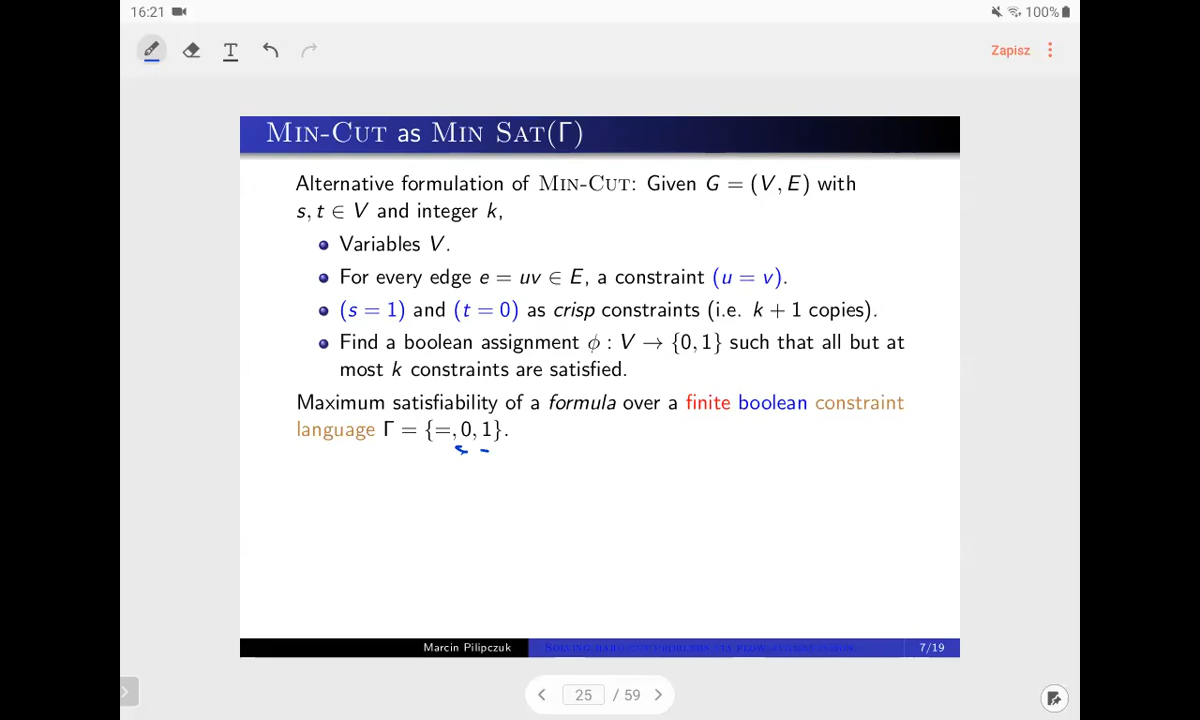 16:21
100%
Zapisz
MIN-CUT as MIN SAT(Γ)
Alternative formulation of MIN-CUT: Given G = (V, E) with
s, t ∈ V and integer k,
Variables V.
For every edge e = uv ∈ E, a constraint (u = v).
(s = 1) and (t = 0) as crisp constraints (i.e. k + 1 copies).
Find a boolean assignment ϕ : V → {0, 1} such that all but at
most k constraints are satisfied.
Maximum satisfiability of a formula over a finite boolean constraint
language Γ = {=, 0, 1}.
Marcin Pilipczuk
7/19
25 / 59